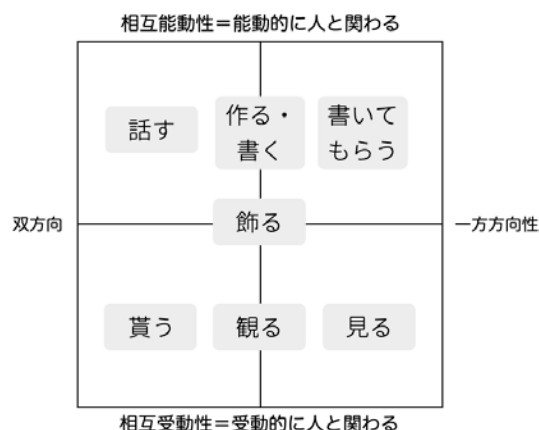 相互能動性＝能動的に人と関わる
話す
作る・
書く
書いて
もらう
双方向
飾る
一方方向性
貰う
観る
見る
相互受動性＝受動的に人と関わる